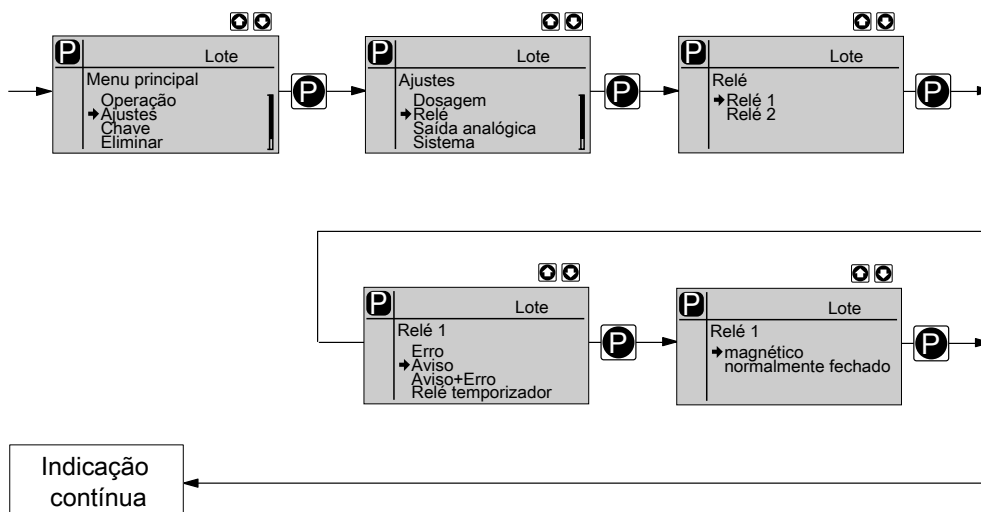 P
Lote
Menu principal
Operação
Ajustes
Chave
Eliminar
P
P
Lote
Ajustes
Dosagem
Relé
Saída analógica
Sistema
P
P
Lote
Relé
Relé 1
Relé 2
P
P
Lote
Relé 1
Erro
Aviso
Aviso+Erro
Relé temporizador
P
P
Lote
Relé 1
magnético
normalmente fechado
P
Indicação
contínua